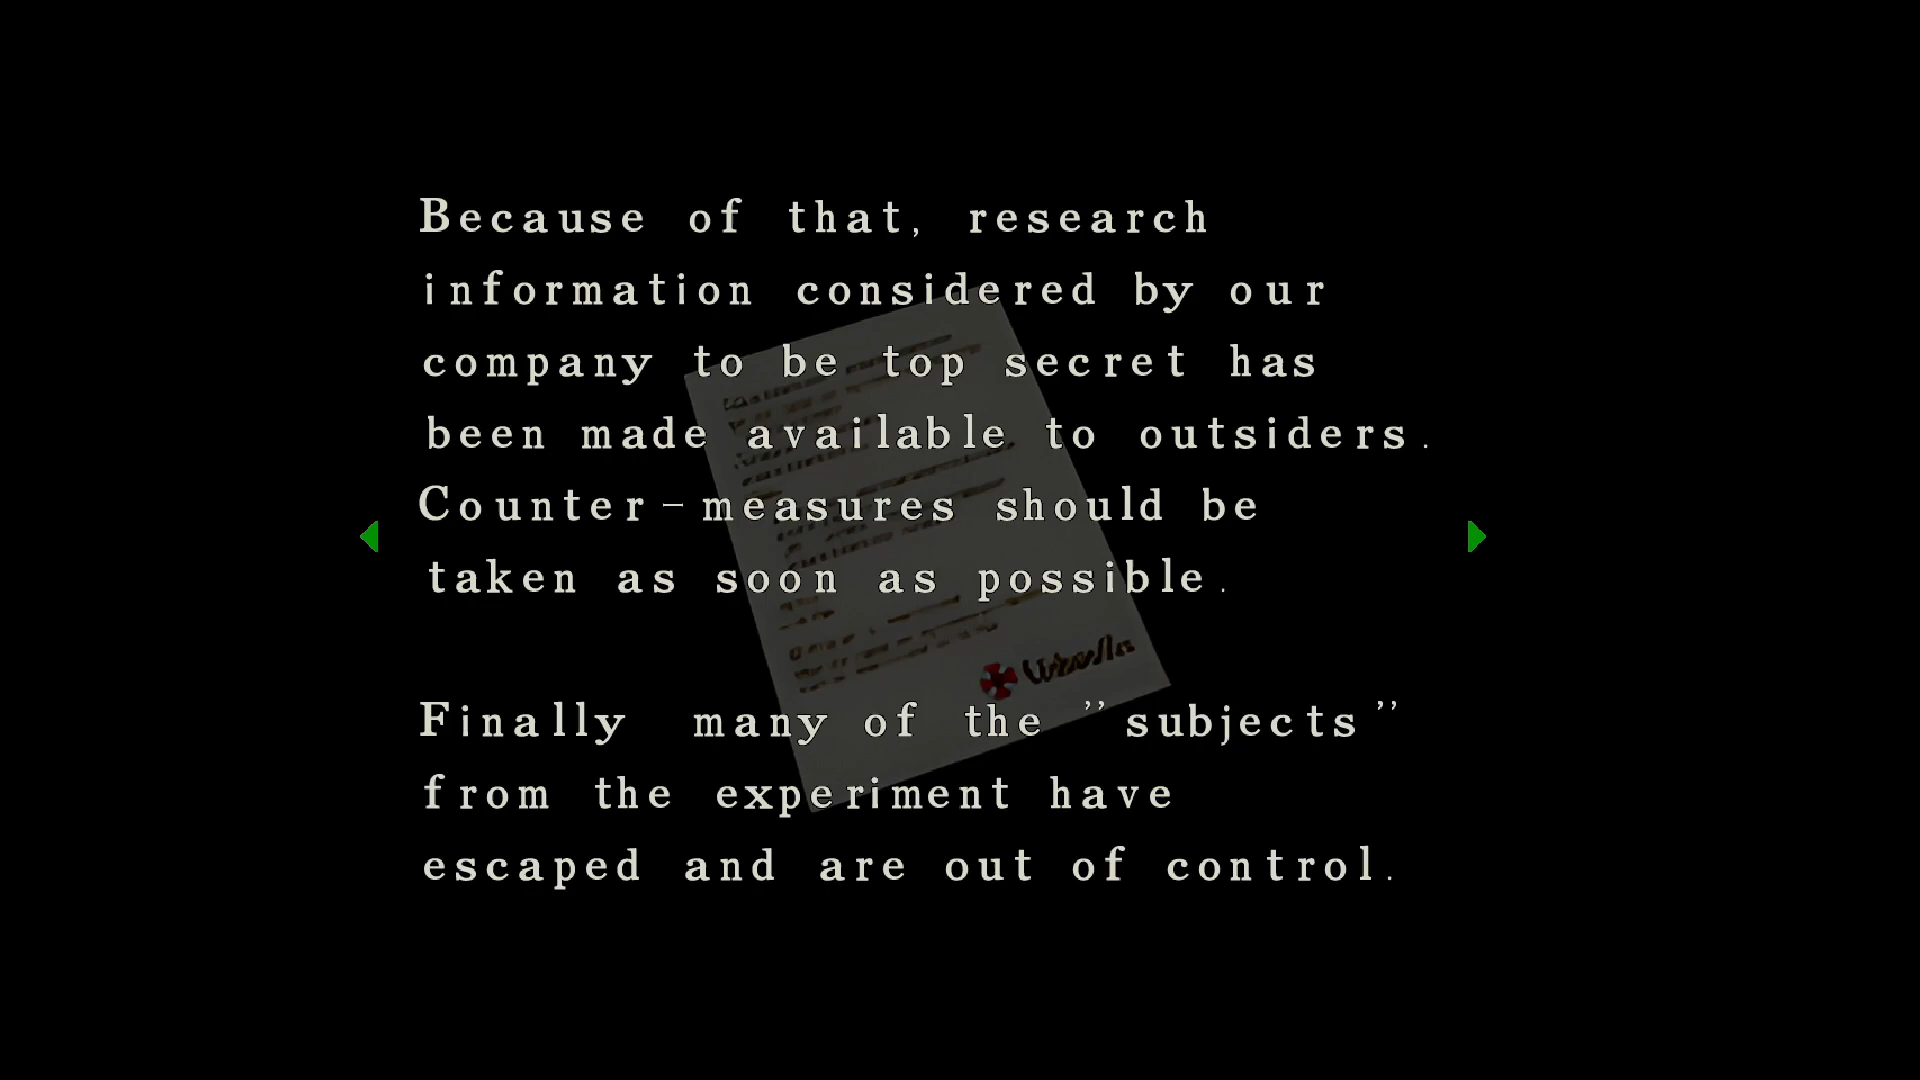 Because of that, research
information considered by our
company to be top secret has
been made available to outsiders.
Counter-measures should be
taken as soon as possible.
Finally many of the "subjects"
from the experiment have
escaped and are out of control.
Umbrella